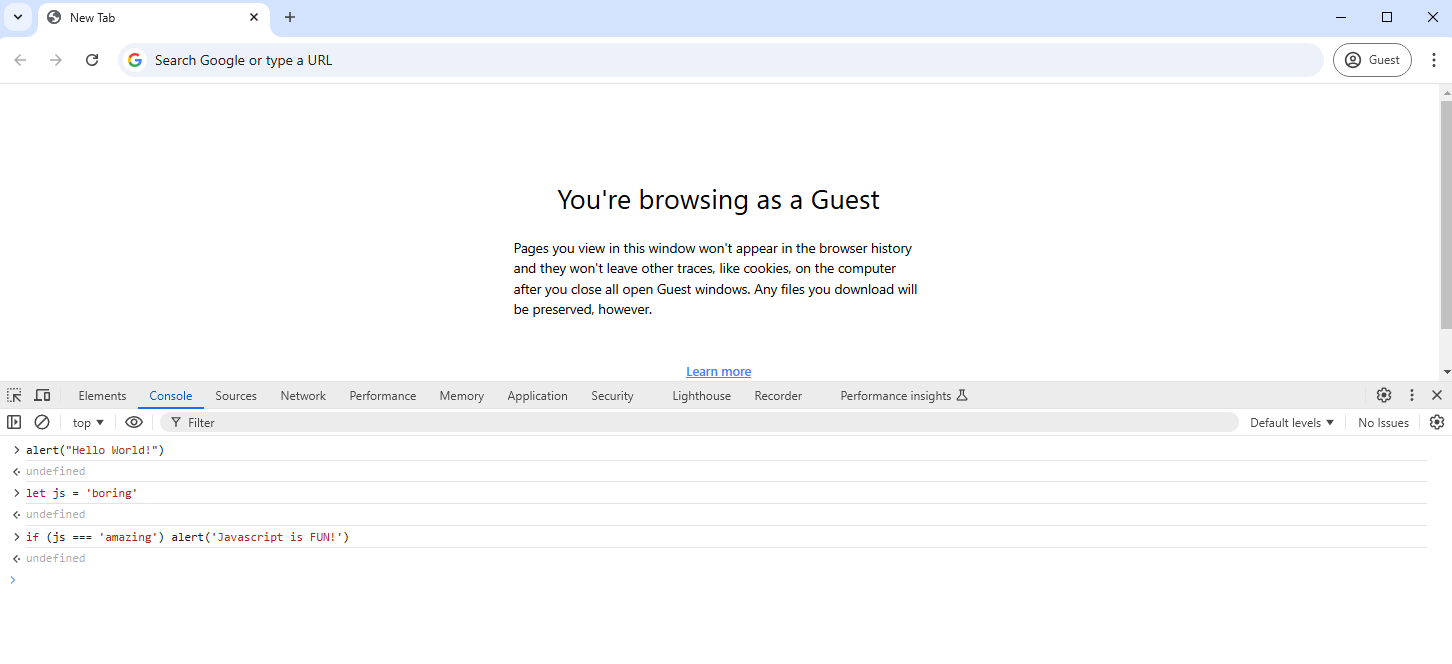 New Tab
Search Google or type a URL
Guest
You're browsing as a Guest
Pages you view in this window won't appear in the browser history
and they won't leave other traces, like cookies, on the computer
after you close all open Guest windows. Any files you download will
be preserved, however.
Learn more
Elements Console Sources Network Performance Memory Application Security Lighthouse Recorder Performance insights
top Filter Default levels No Issues
alert("Hello World!")
undefined
let js = 'boring'
undefined
if (js === 'amazing') alert('Javascript is FUN!')
undefined